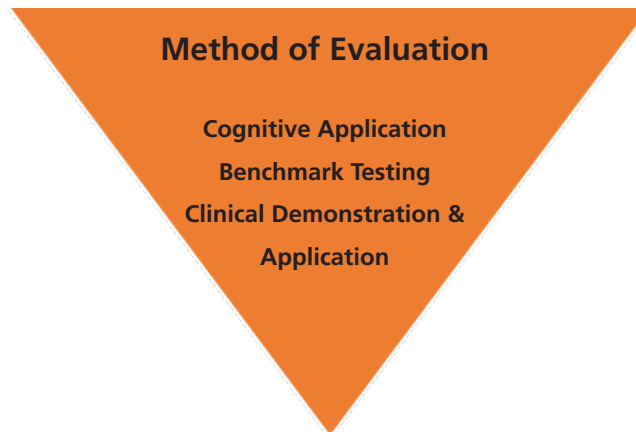 Method of Evaluation
Cognitive Application
Benchmark Testing
Clinical Demonstration &
Application